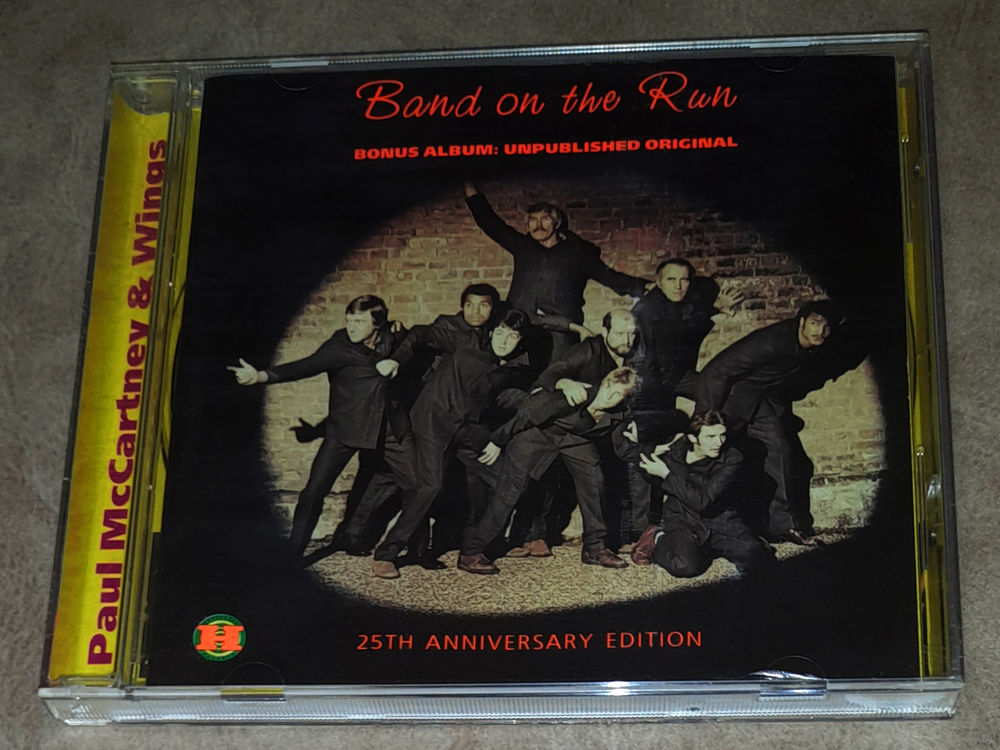 Band on the Run
BONUS ALBUM: UNPUBLISHED ORIGINAL
Paul McCartney & Wings
25TH ANNIVERSARY EDITION